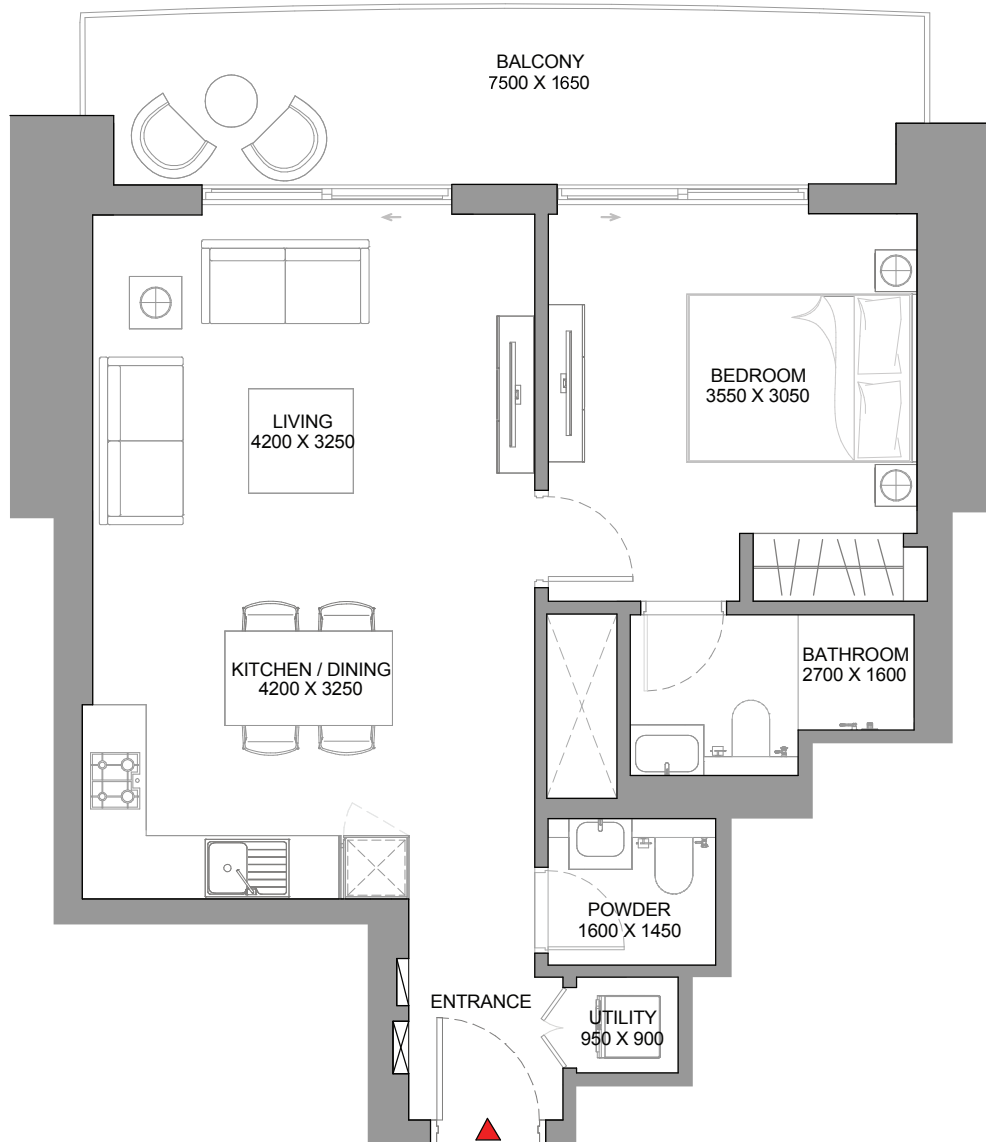 BALCONY
7500 X 1650
LIVING
4200 X 3250
BEDROOM
3550 X 3050
KITCHEN / DINING
4200 X 3250
BATHROOM
2700 X 1600
POWDER
1600 X 1450
ENTRANCE
UTILITY
950 X 900